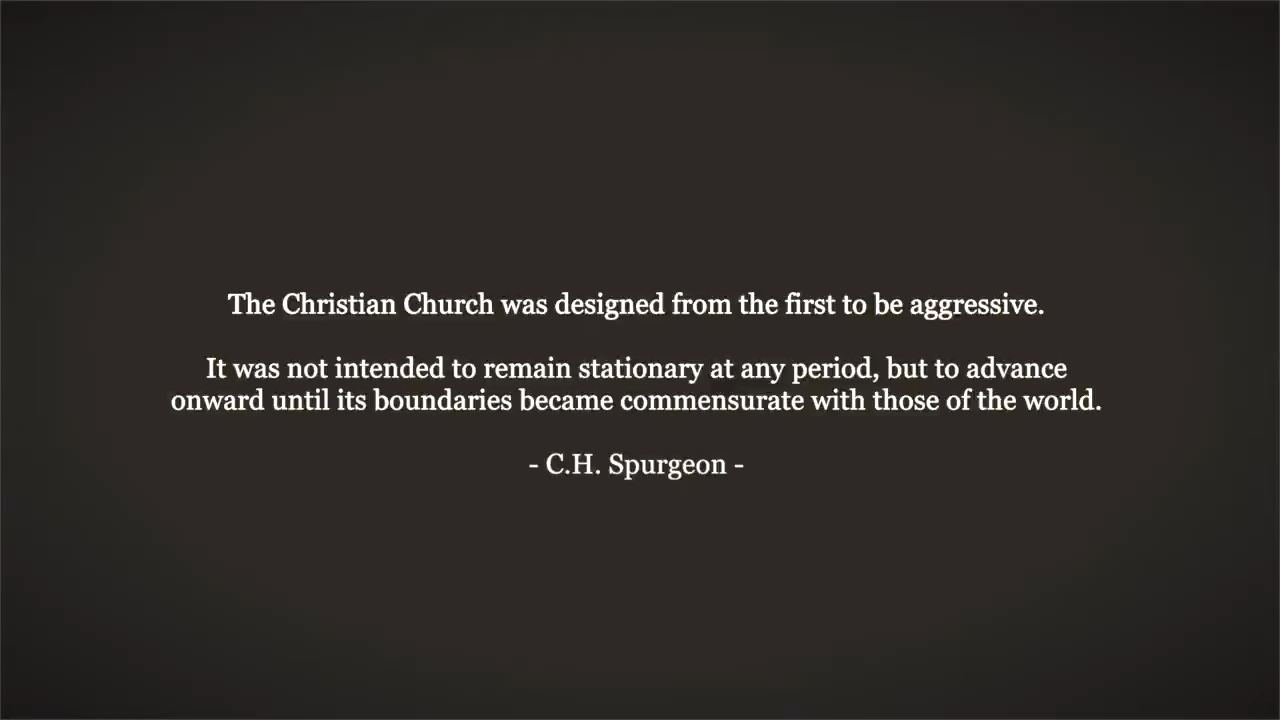 The Christian Church was designed from the first to be aggressive.
It was not intended to remain stationary at any period, but to advance
onward until its boundaries became commensurate with those of the world.
- C.H. Spurgeon -